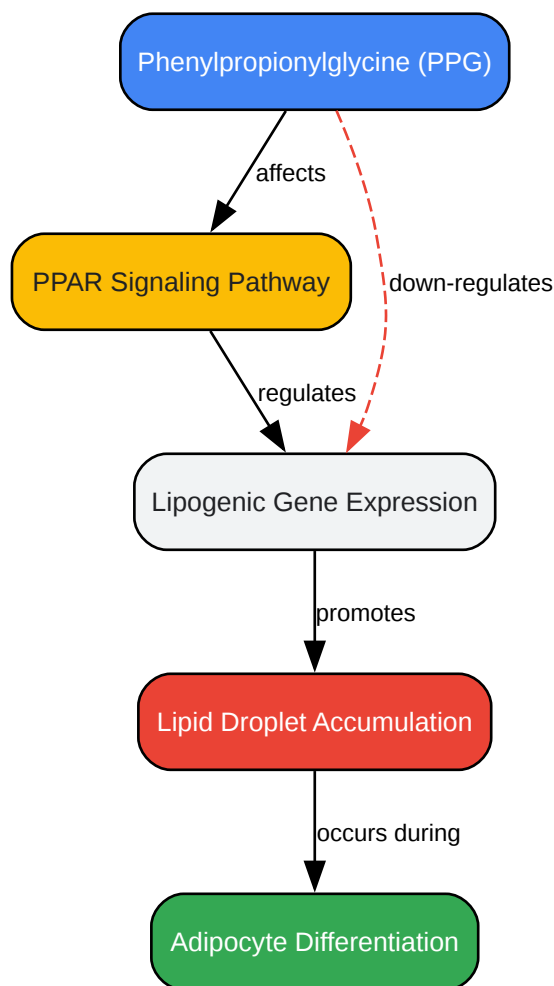 Phenylpropionylglycine (PPG)
affects
PPAR Signaling Pathway
down-regulates
regulates
Lipogenic Gene Expression
promotes
Lipid Droplet Accumulation
occurs during
Adipocyte Differentiation